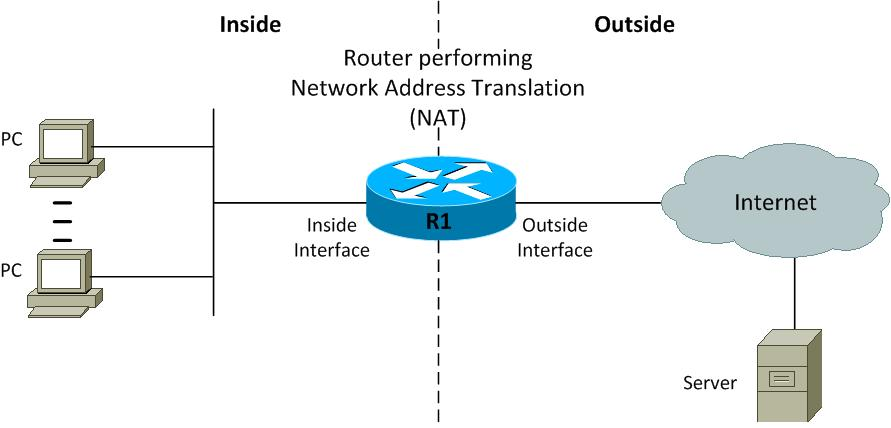 Inside
Outside
Router performing
Network Address Translation
(NAT)
PC
R1
Inside
Interface
Outside
Interface
Internet
PC
Server